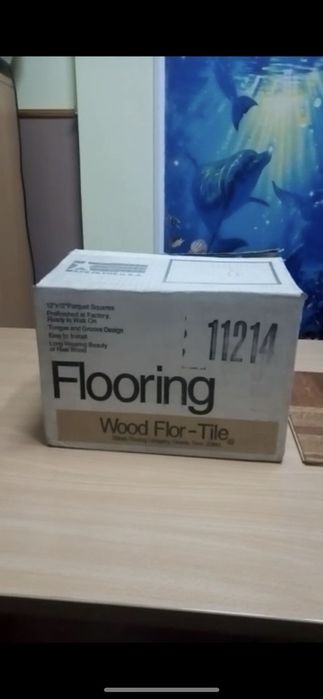 12"x12" Parquet Squares
Prefinished at Factory,
Ready to Walk On
Tongue and Groove Design
Easy to Install
Long Wearing Beauty
of Real Wood
11214
Flooring
Wood Flor-Tile®